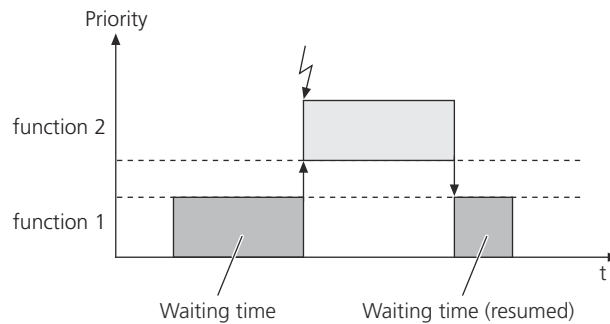 Priority
function 2
function 1
t
Waiting time
Waiting time (resumed)